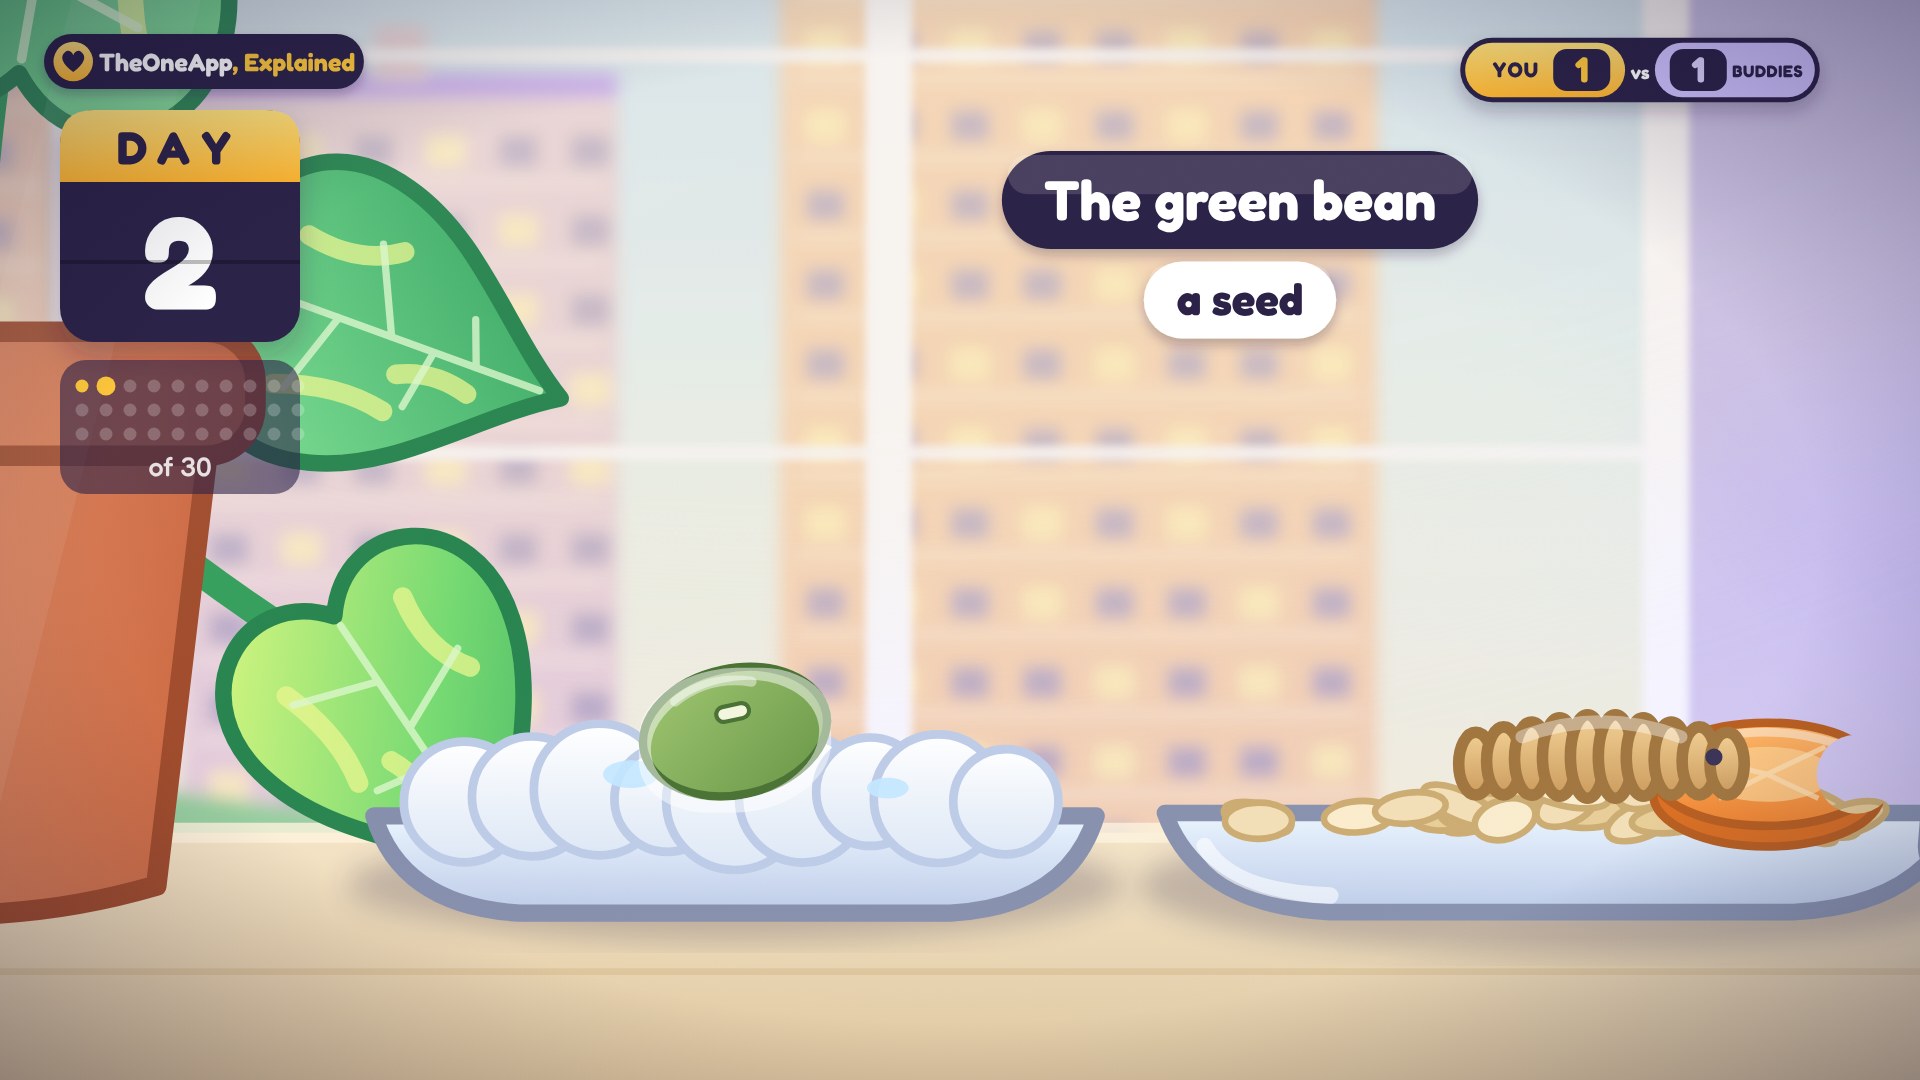 TheOneApp, Explained
DAY
2
of 30
YOU 1 vs 1 BUDDIES
The green bean
a seed